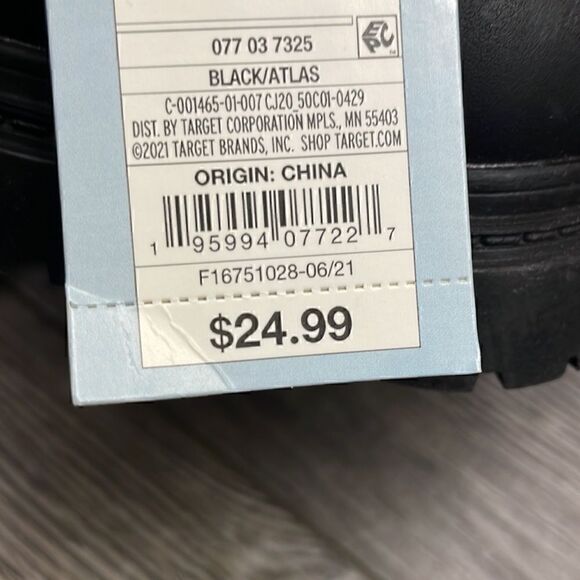 077 03 7325
EPC
BLACK/ATLAS
C-001465-01-007 CJ20_50C01-0429
DIST. BY TARGET CORPORATION MPLS., MN 55403
©2021 TARGET BRANDS, INC. SHOP TARGET.COM
ORIGIN: CHINA
1 95994 07722 7
F16751028-06/21
$24.99